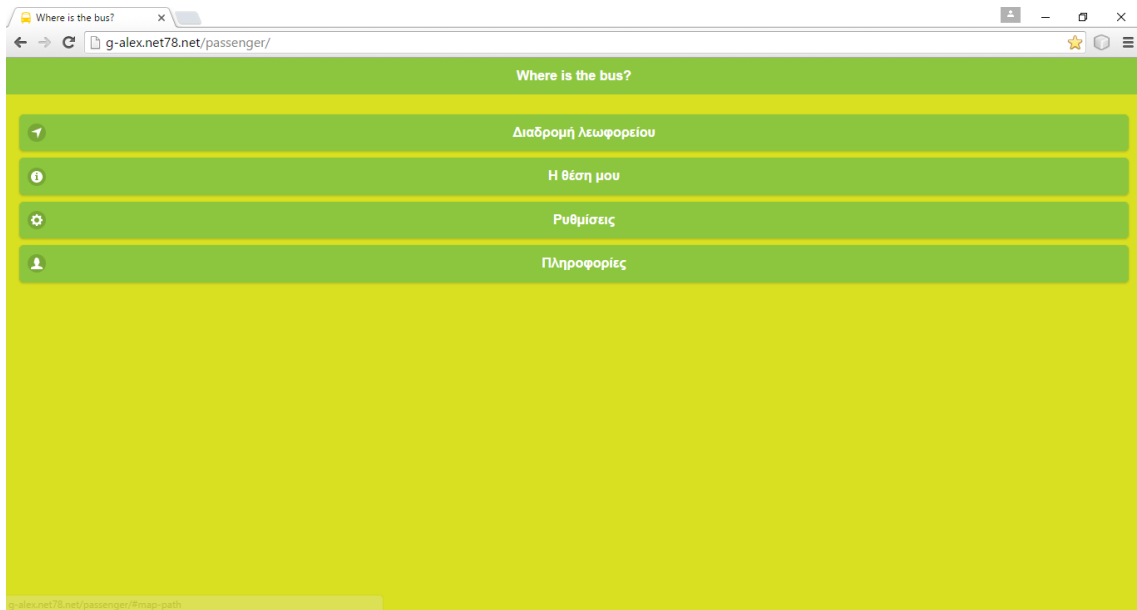 Where is the bus?
g-alex.net78.net/passenger/
Where is the bus?
Διαδρομή λεωφορείου
Η θέση μου
Ρυθμίσεις
Πληροφορίες
g-alex.net78.net/passenger/#map-path